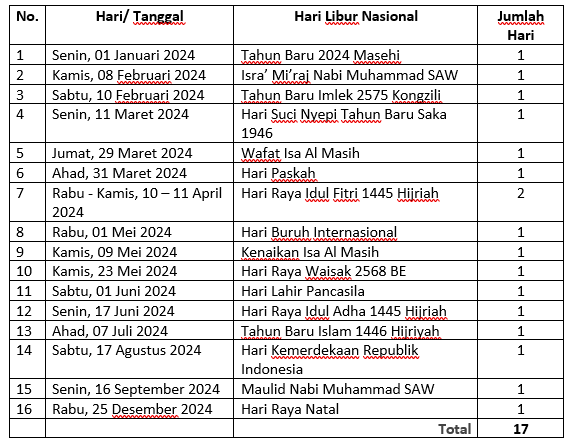 No. Hari/ Tanggal Hari Libur Nasional Jumlah
Hari
1 Senin, 01 Januari 2024 Tahun Baru 2024 Masehi 1
2 Kamis, 08 Februari 2024 Isra’ Mi’raj Nabi Muhammad SAW 1
3 Sabtu, 10 Februari 2024 Tahun Baru Imlek 2575 Kongzili 1
4 Senin, 11 Maret 2024 Hari Suci Nyepi Tahun Baru Saka 1
1946
5 Jumat, 29 Maret 2024 Wafat Isa Al Masih 1
6 Ahad, 31 Maret 2024 Hari Paskah 1
7 Rabu - Kamis, 10 – 11 April Hari Raya Idul Fitri 1445 Hijriah 2
2024
8 Rabu, 01 Mei 2024 Hari Buruh Internasional 1
9 Kamis, 09 Mei 2024 Kenaikan Isa Al Masih 1
10 Kamis, 23 Mei 2024 Hari Raya Waisak 2568 BE 1
11 Sabtu, 01 Juni 2024 Hari Lahir Pancasila 1
12 Senin, 17 Juni 2024 Hari Raya Idul Adha 1445 Hijriah 1
13 Ahad, 07 Juli 2024 Tahun Baru Islam 1446 Hijriyah 1
14 Sabtu, 17 Agustus 2024 Hari Kemerdekaan Republik 1
Indonesia
15 Senin, 16 September 2024 Maulid Nabi Muhammad SAW 1
16 Rabu, 25 Desember 2024 Hari Raya Natal 1
Total 17